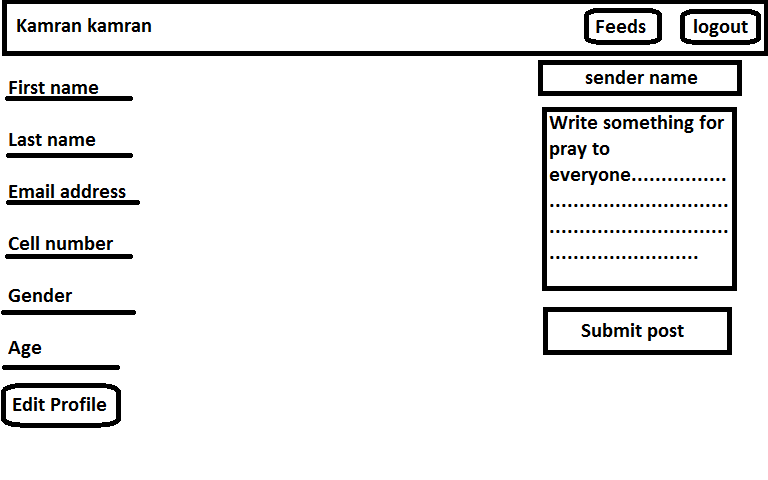 Kamran kamran
Feeds
logout
First name
Last name
Email address
Cell number
Gender
Age
Edit Profile
sender name
Write something for
pray to
everyone................
..............................
..............................
.........................
Submit post